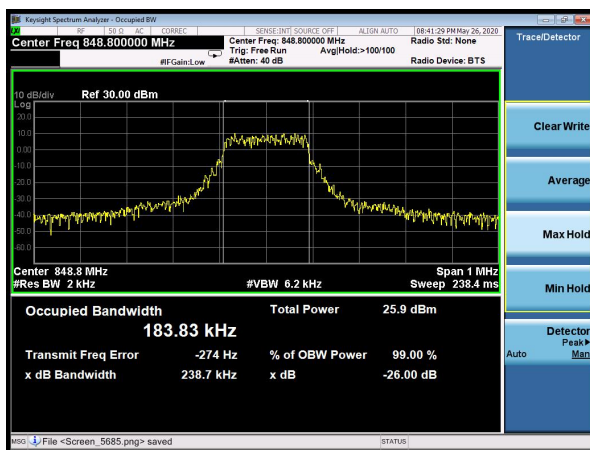 Keysight Spectrum Analyzer - Occupied BW
RF 50 Ω AC CORREC SENSE:INT SOURCE OFF ALIGN AUTO 08:41:29 PM May 26, 2020
Center Freq 848.800000 MHz
Center Freq: 848.800000 MHz
Radio Std: None
Trig: Free Run Avg|Hold:>100/100
#IFGain:Low #Atten: 40 dB Radio Device: BTS
10 dB/div Ref 30.00 dBm
Log
20.0
10.0
0.00
-10.0
-20.0
-30.0
-40.0
-50.0
-60.0
Center 848.8 MHz Span 1 MHz
#Res BW 2 kHz #VBW 6.2 kHz Sweep 238.4 ms
Occupied Bandwidth Total Power 25.9 dBm
183.83 kHz
Transmit Freq Error -274 Hz % of OBW Power 99.00 %
x dB Bandwidth 238.7 kHz x dB -26.00 dB
MSG File <Screen_5685.png> saved STATUS
Trace/Detector
Clear Write
Average
Max Hold
Min Hold
Detector
Peak▶
Auto Man